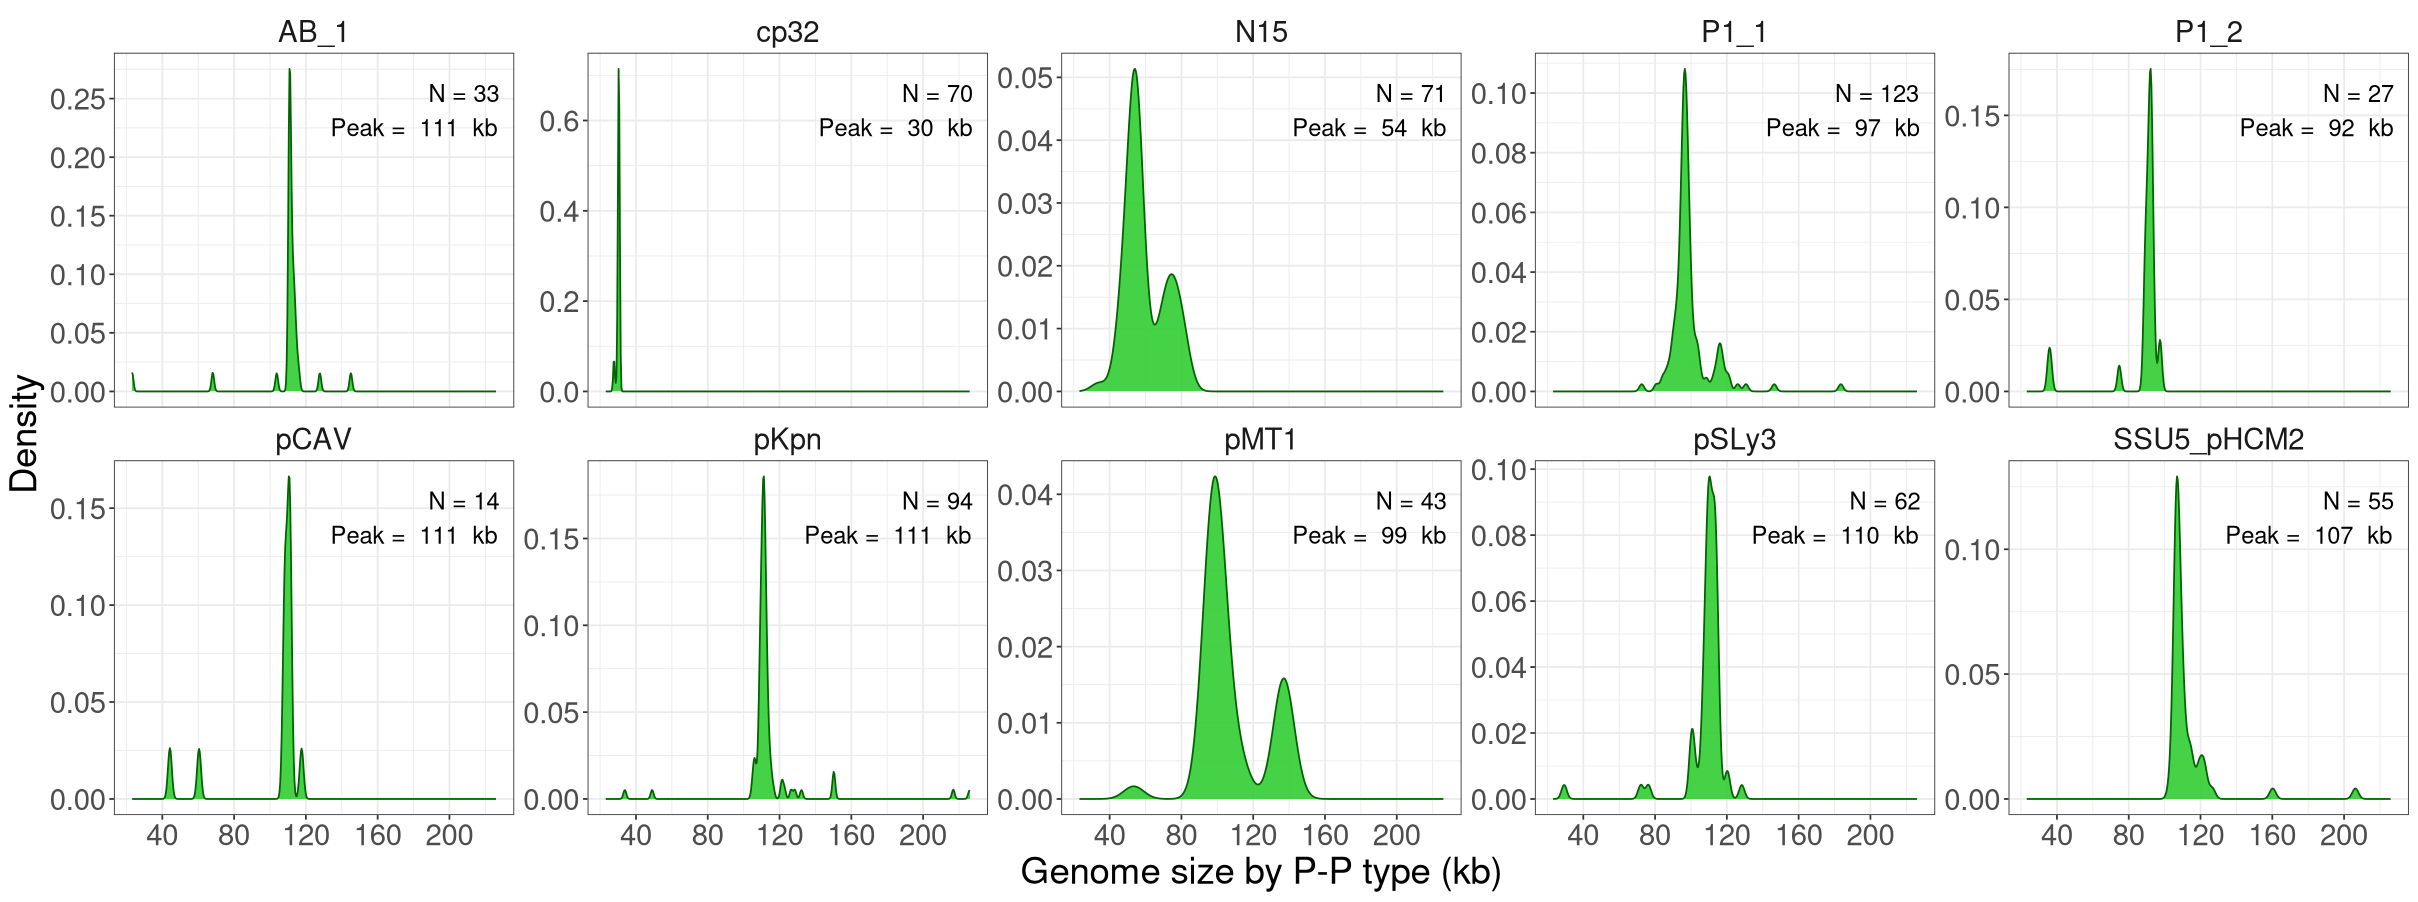 AB_1
N = 33
Peak = 111 kb
0.25
0.20
0.15
0.10
0.05
0.00
cp32
N = 70
Peak = 30 kb
0.6
0.4
0.2
0.0
N15
N = 71
Peak = 54 kb
0.05
0.04
0.03
0.02
0.01
0.00
P1_1
N = 123
Peak = 97 kb
0.10
0.08
0.06
0.04
0.02
0.00
P1_2
N = 27
Peak = 92 kb
0.15
0.10
0.05
0.00
Density
pCAV
N = 14
Peak = 111 kb
0.15
0.10
0.05
0.00
40 80 120 160 200
pKpn
N = 94
Peak = 111 kb
0.15
0.10
0.05
0.00
40 80 120 160 200
pMT1
N = 43
Peak = 99 kb
0.04
0.03
0.02
0.01
0.00
40 80 120 160 200
pSLy3
N = 62
Peak = 110 kb
0.10
0.08
0.06
0.04
0.02
0.00
40 80 120 160 200
SSU5_pHCM2
N = 55
Peak = 107 kb
0.10
0.05
0.00
40 80 120 160 200
Genome size by P-P type (kb)